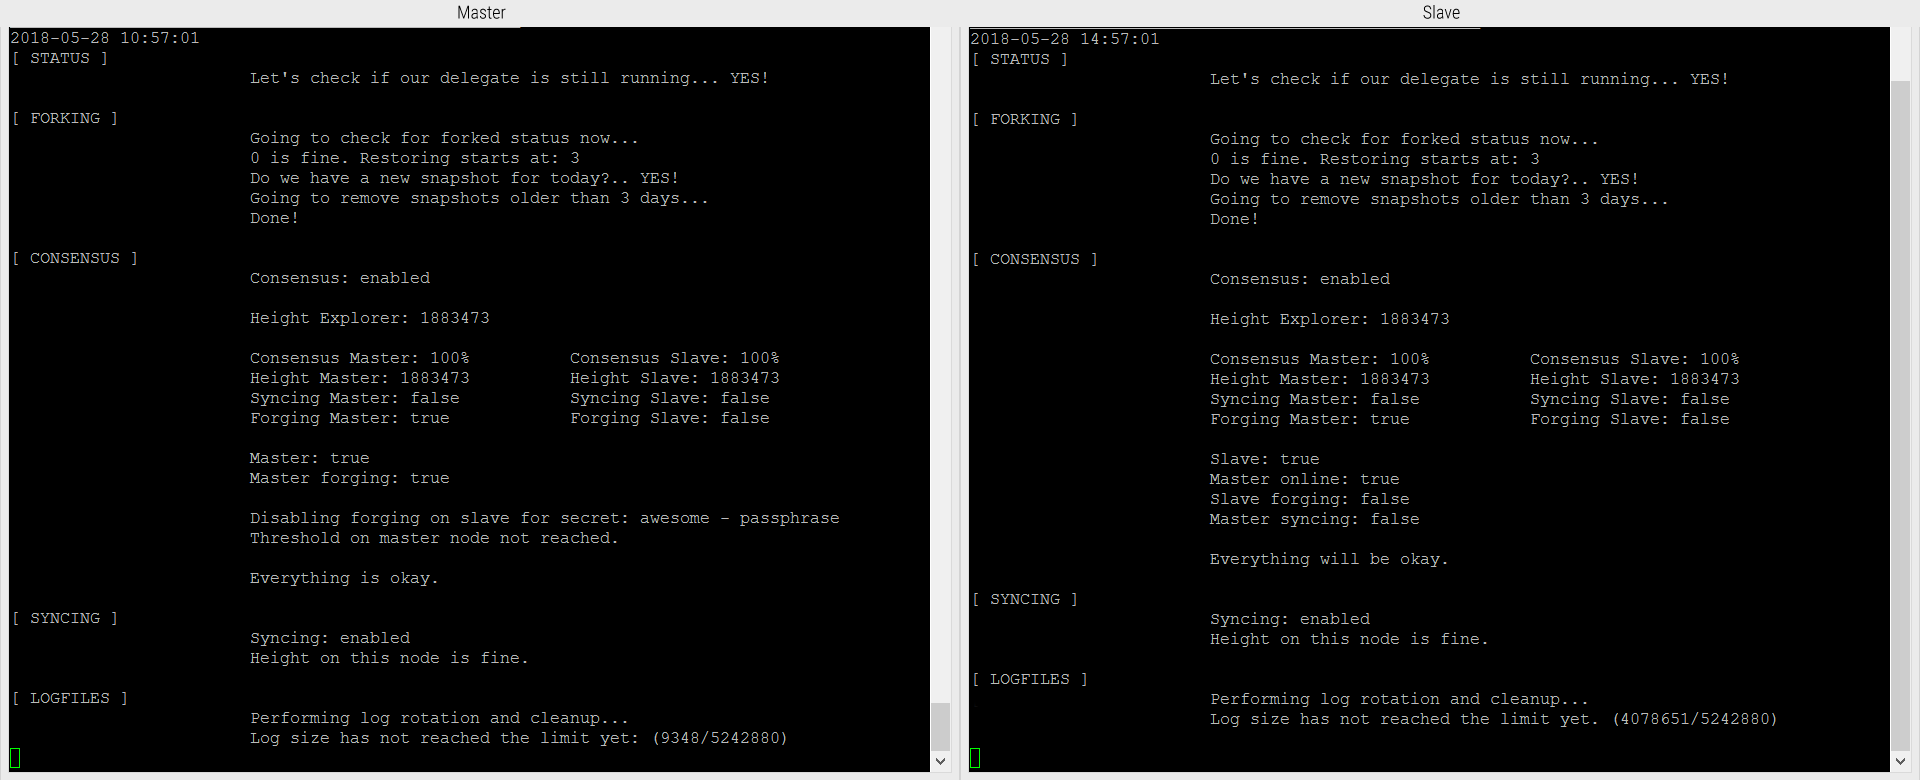 Master
2018-05-28 10:57:01
[ STATUS ]
Let's check if our delegate is still running... YES!
[ FORKING ]
Going to check for forked status now...
0 is fine. Restoring starts at: 3
Do we have a new snapshot for today?.. YES!
Going to remove snapshots older than 3 days...
Done!
[ CONSENSUS ]
Consensus: enabled
Height Explorer: 1883473
Consensus Master: 100% Consensus Slave: 100%
Height Master: 1883473 Height Slave: 1883473
Syncing Master: false Syncing Slave: false
Forging Master: true Forging Slave: false
Master: true
Master forging: true
Disabling forging on slave for secret: awesome - passphrase
Threshold on master node not reached.
Everything is okay.
[ SYNCING ]
Syncing: enabled
Height on this node is fine.
[ LOGFILES ]
Performing log rotation and cleanup...
Log size has not reached the limit yet: (9348/5242880)
Slave
2018-05-28 14:57:01
[ STATUS ]
Let's check if our delegate is still running... YES!
[ FORKING ]
Going to check for forked status now...
0 is fine. Restoring starts at: 3
Do we have a new snapshot for today?.. YES!
Going to remove snapshots older than 3 days...
Done!
[ CONSENSUS ]
Consensus: enabled
Height Explorer: 1883473
Consensus Master: 100% Consensus Slave: 100%
Height Master: 1883473 Height Slave: 1883473
Syncing Master: false Syncing Slave: false
Forging Master: true Forging Slave: false
Slave: true
Master online: true
Slave forging: false
Master syncing: false
Everything will be okay.
[ SYNCING ]
Syncing: enabled
Height on this node is fine.
[ LOGFILES ]
Performing log rotation and cleanup...
Log size has not reached the limit yet. (4078651/5242880)